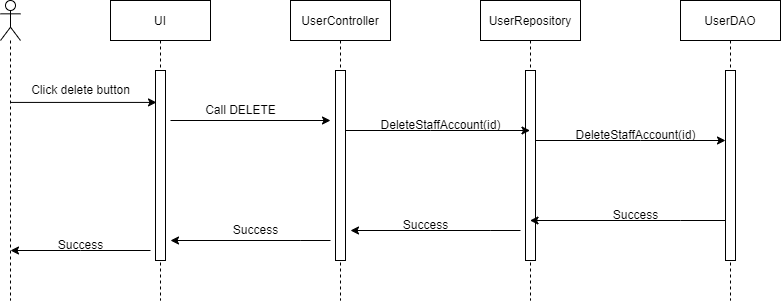 UI
UserController
UserRepository
UserDAO
Click delete button
Call DELETE
DeleteStaffAccount(id)
DeleteStaffAccount(id)
Success
Success
Success
Success